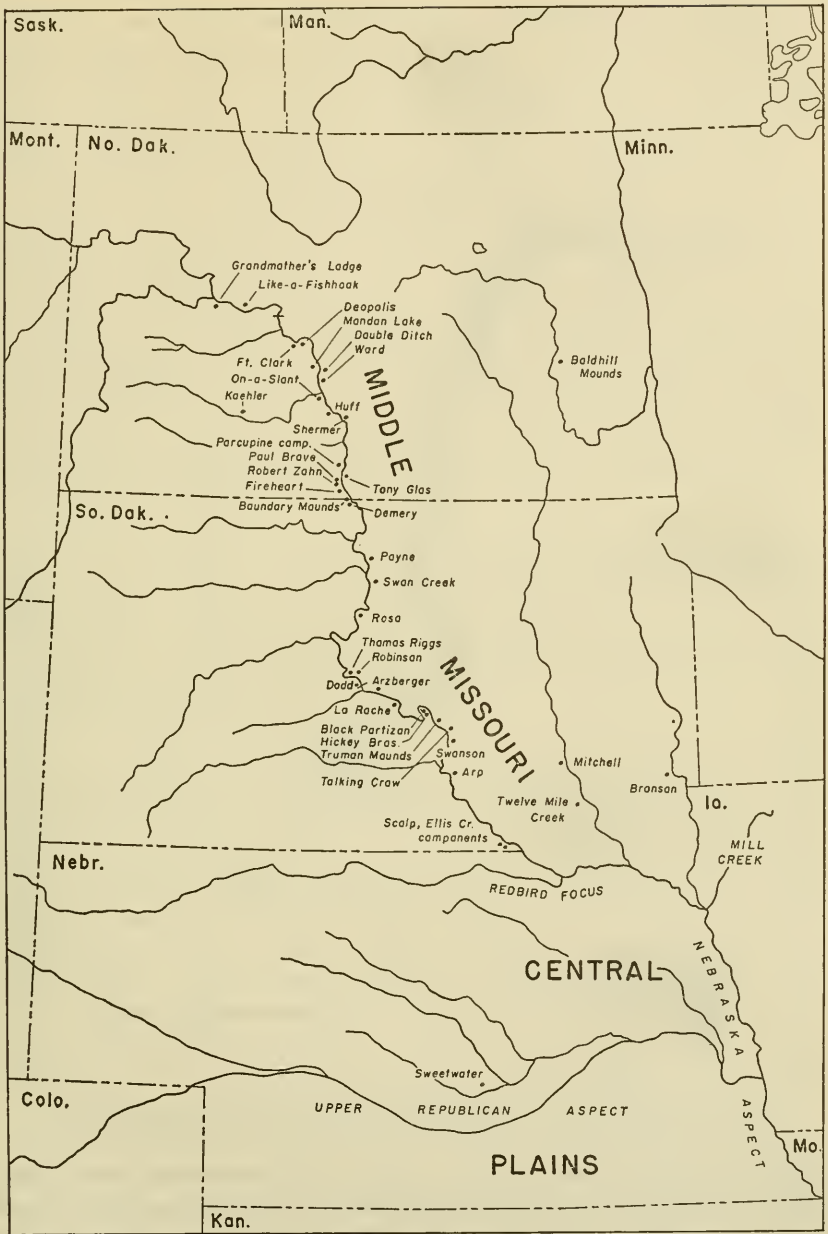 Sask.
Man.
Mont.
No. Dak.
Minn.
Grandmother's Lodge
Like-a-Fishhook
Deapolis
Mandan Lake
Double Ditch
Ward
Ft. Clark
On-a-Slant
Kaehler
Huff
Shermer
Baldhill
Mounds
MIDDLE
Porcupine camp.
Paul Brave
Robert Zahn
Fireheart
Boundary Mounds
Tony Glas
Demery
So. Dak.
Payne
Swan Creek
Rosa
Thomas Riggs
Robinson
Dodd
Arzberger
La Roche
Black Partizan
Hickey Bros.
Truman Mounds
Talking Crow
Swanson
Arp
MISSOURI
Mitchell
Twelve Mile
Creek
Bronson
Ia.
Scalp, Ellis Cr.
components
MILL
CREEK
Nebr.
REDBIRD FOCUS
CENTRAL
NEBRASKA
ASPECT
Sweetwater
Colo.
UPPER REPUBLICAN ASPECT
PLAINS
Mo.
Kan.